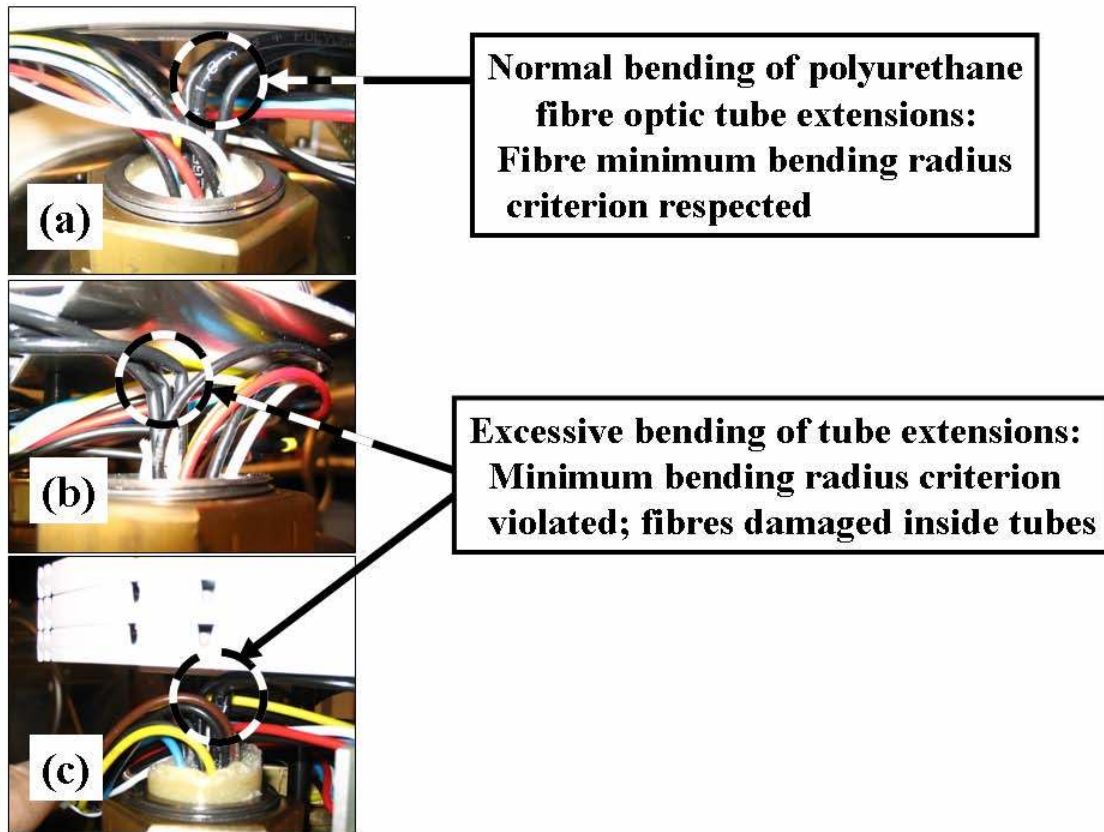 (a)
Normal bending of polyurethane
fibre optic tube extensions:
Fibre minimum bending radius
criterion respected
(b)
Excessive bending of tube extensions:
Minimum bending radius criterion
violated; fibres damaged inside tubes
(c)